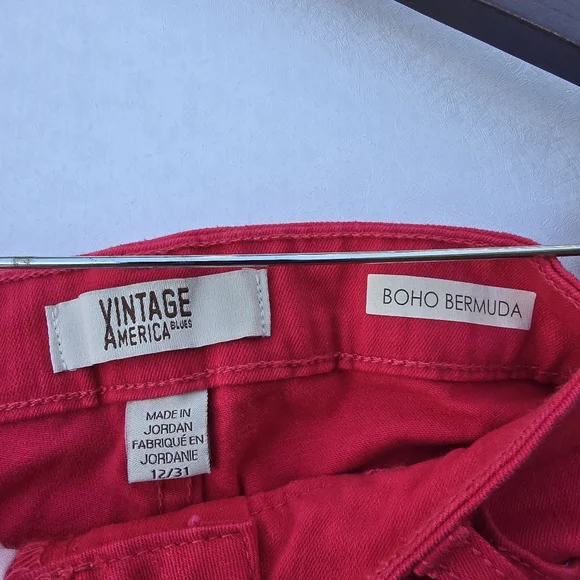 VINTAGE
AMERICA BLUES
BOHO BERMUDA
MADE IN
JORDAN
FABRIQUÉ EN
JORDANIE
12/31